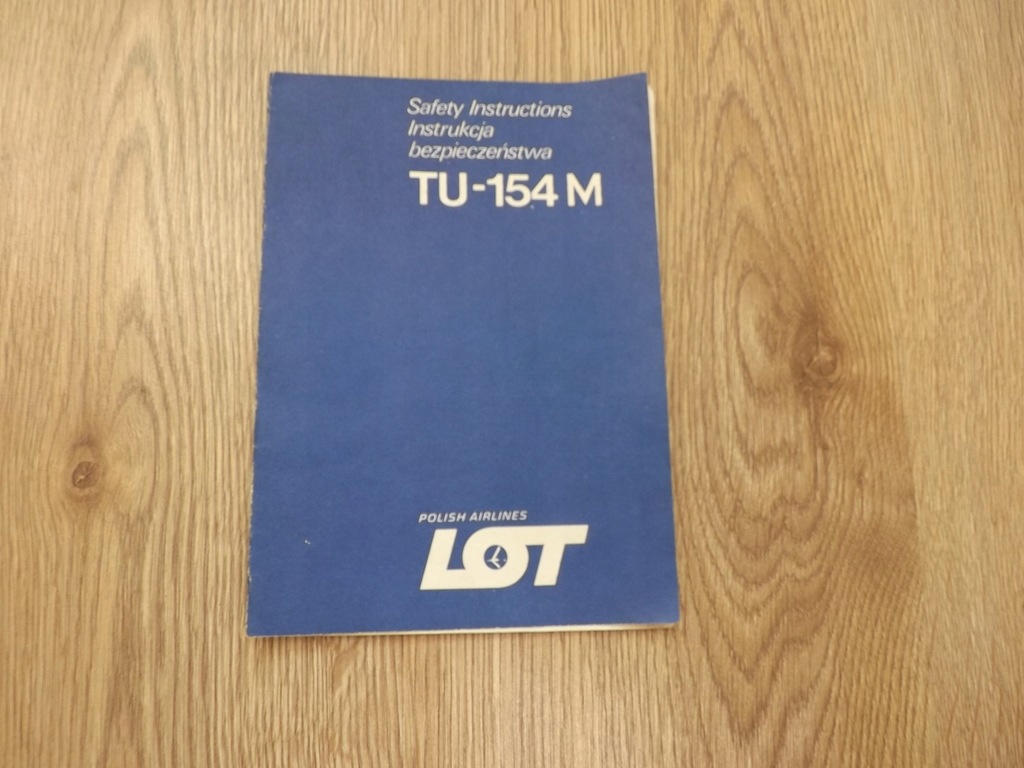 Safety Instructions
Instrukcja
bezpieczeństwa
TU-154 M
POLISH AIRLINES
LOT